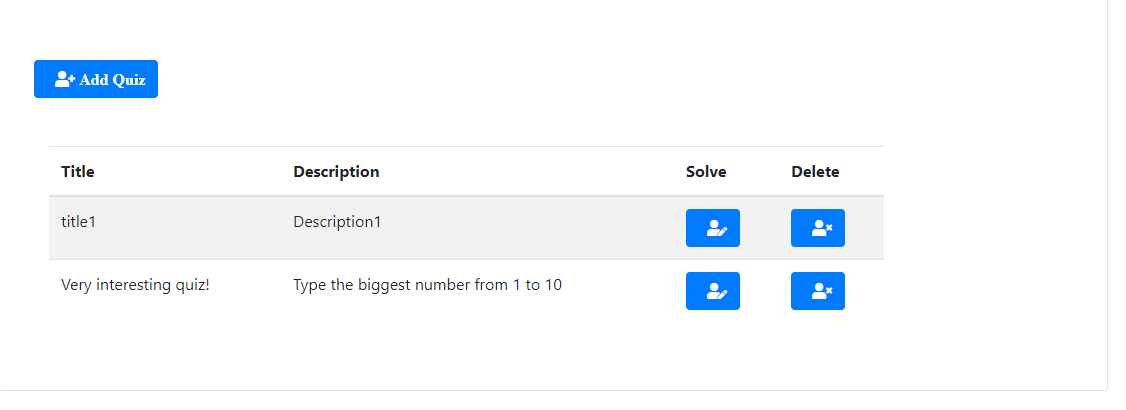 Add Quiz
Title Description Solve Delete
title1 Description1
Very interesting quiz! Type the biggest number from 1 to 10